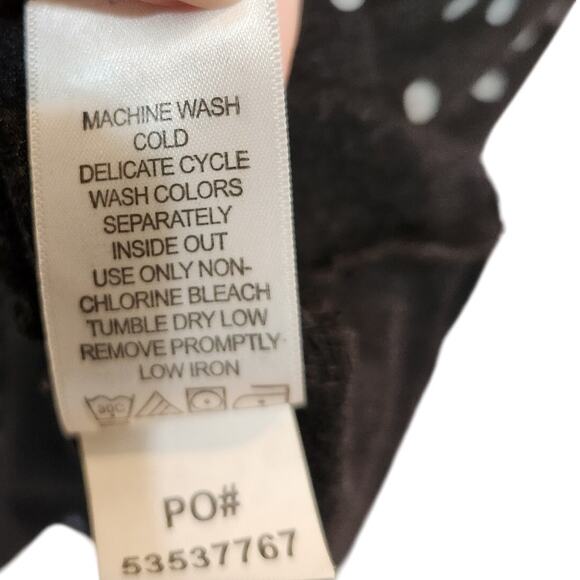 MACHINE WASH
COLD
DELICATE CYCLE
WASH COLORS
SEPARATELY
INSIDE OUT
USE ONLY NON-
CHLORINE BLEACH
TUMBLE DRY LOW
REMOVE PROMPTLY
LOW IRON
30C
PO#
53537767